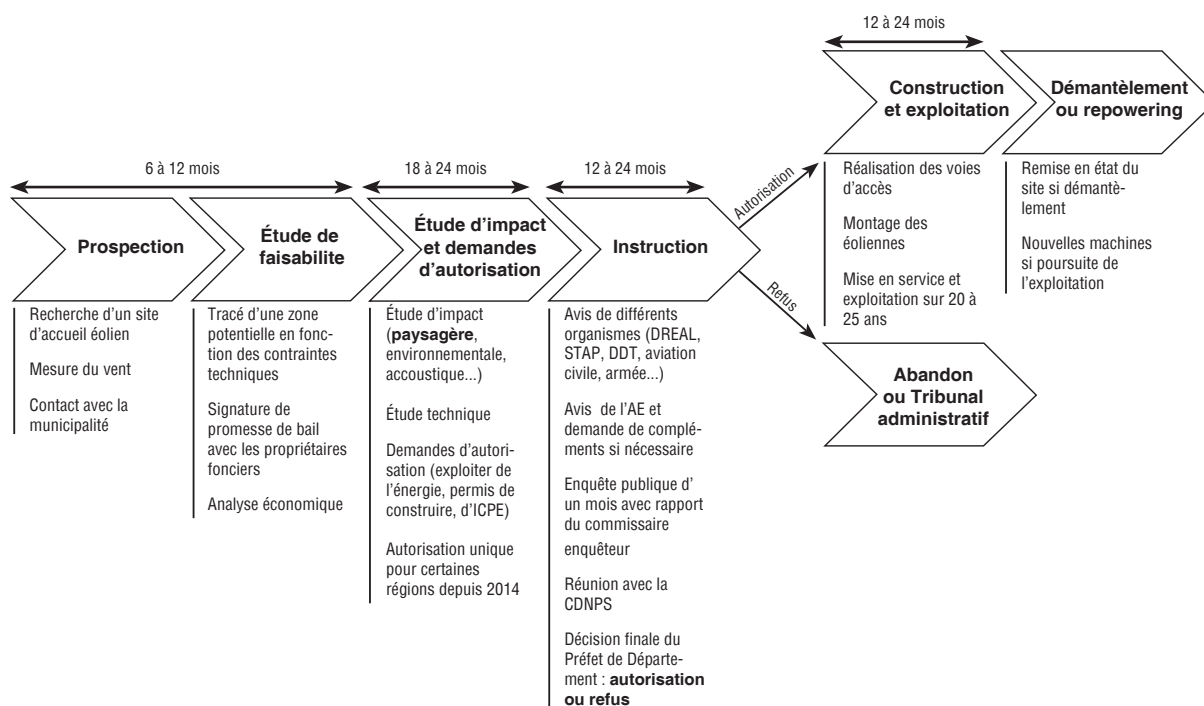 6 à 12 mois
Prospection
Recherche d’un site
d’accueil éolien
Mesure du vent
Contact avec la
municipalité
Étude de
faisabilite
Tracé d’une zone
potentielle en fonc-
tion des contraintes
techniques
Signature de
promesse de bail
avec les propriétaires
fonciers
Analyse économique
18 à 24 mois
Étude d’impact
et demandes
d’autorisation
Étude d’impact
(paysagère,
environnementale,
accoustique...)
Étude technique
Demandes d’autori-
sation (exploiter de
l’énergie, permis de
construire, d’ICPE)
Autorisation unique
pour certaines
régions depuis 2014
12 à 24 mois
Instruction
Avis de différents
organismes (DREAL,
STAP, DDT, aviation
civile, armée...)
Avis de l’AE et
demande de complé-
ments si nécessaire
Enquête publique d’
un mois avec rapport
du commissaire
enquêteur
Réunion avec la
CDNPS
Décision finale du
Préfet de Départe-
ment : autorisation
ou refus
Autorisation
12 à 24 mois
Construction
et exploitation
Réalisation des voies
d’accès
Montage des
éoliennes
Mise en service et
exploitation sur 20 à
25 ans
Démantèlement
ou repowering
Remise en état du
site si démantè-
lement
Nouvelles machines
si poursuite de
l’exploitation
Refus
Abandon
ou Tribunal
administratif